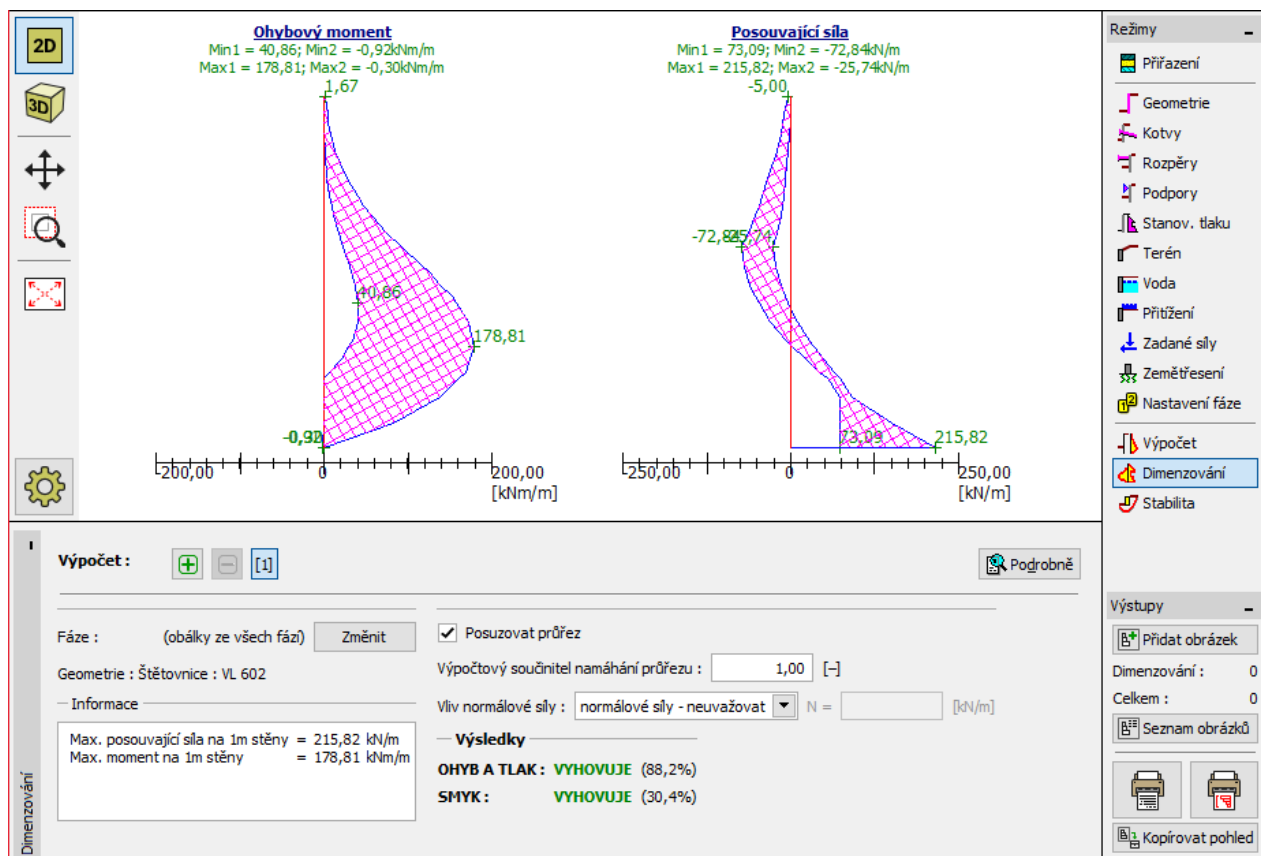 2D
3D
Ohybový moment
Min1 = 40,86; Min2 = -0,92kNm/m
Max1 = 178,81; Max2 = -0,30kNm/m
1,67
40,86
178,81
-200,00
0
200,00
[kNm/m]
Posouvající síla
Min1 = 73,09; Min2 = -72,84kN/m
Max1 = 215,82; Max2 = -25,74kN/m
-5,00
73,09
215,82
-250,00
0
250,00
[kN/m]
Režimy
Přiřazení
Geometrie
Kotvy
Rozpěry
Podpory
Stanov. tlaku
Terén
Voda
Přitížení
Zadané síly
Zemětřesení
Nastavení fáze
Výpočet
Dimenzování
Stabilita
Výstupy
Přidat obrázek
Dimenzování : 0
Celkem : 0
Seznam obrázků
Kopírovat pohled
Dimenzování
Výpočet :
[1]
Podrobně
Fáze : (obálky ze všech fází) Změnit
Geometrie : Štětovnice : VL 602
Informace
Max. posouvající síla na 1m stěny = 215,82 kN/m
Max. moment na 1m stěny = 178,81 kNm/m
Posuzovat průřez
Výpočtový součinitel namáhání průřezu : 1,00 [–]
Vliv normálové síly : normálové síly - neuvažovat N = [kN/m]
Výsledky
OHYB A TLAK : VYHOVUJE (88,2%)
SMYK : VYHOVUJE (30,4%)